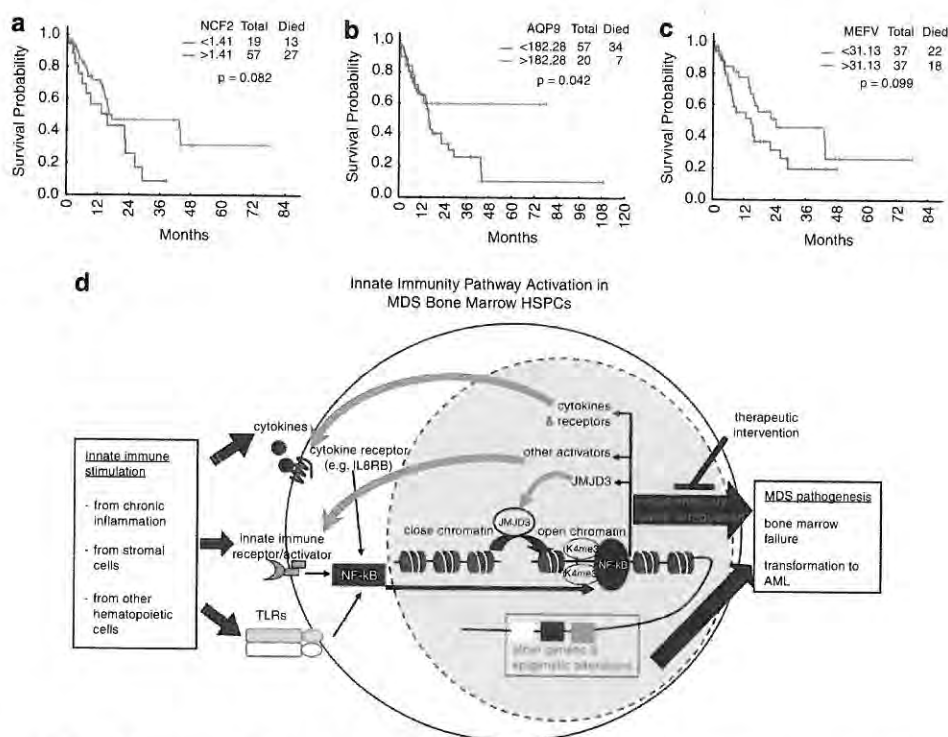 a
NCF2 Total Died
<1.41 19 13
>1.41 57 27
p = 0.082
Survival Probability
1.0
0.8
0.6
0.4
0.2
0.0
0 12 24 36 48 60 72 84
Months
b
AQP9 Total Died
<182.28 57 34
>182.28 20 7
p = 0.042
Survival Probability
1.0
0.8
0.6
0.4
0.2
0.0
0 12 24 36 48 60 72 84 96 108 120
Months
c
MEFV Total Died
<31.13 37 22
>31.13 37 18
p = 0.099
Survival Probability
1.0
0.8
0.6
0.4
0.2
0.0
0 12 24 36 48 60 72 84
Months
d
Innate Immunity Pathway Activation in
MDS Bone Marrow HSPCs
Innate immune
stimulation
- from chronic
inflammation
- from stromal
cells
- from other
hematopoietic
cells
cytokines
cytokine receptor
(e.g. IL8RB)
innate immune
receptor/activator
NF-kB
TLRs
cytokines
& receptors
other activators
JMJD3
JMJD3
close chromatin
open chromatin
K4me3
K4me3
NF-kB
other genetic &
epigenetic alterations
therapeutic
intervention
MDS pathogenesis
bone marrow
failure
transformation to
AML